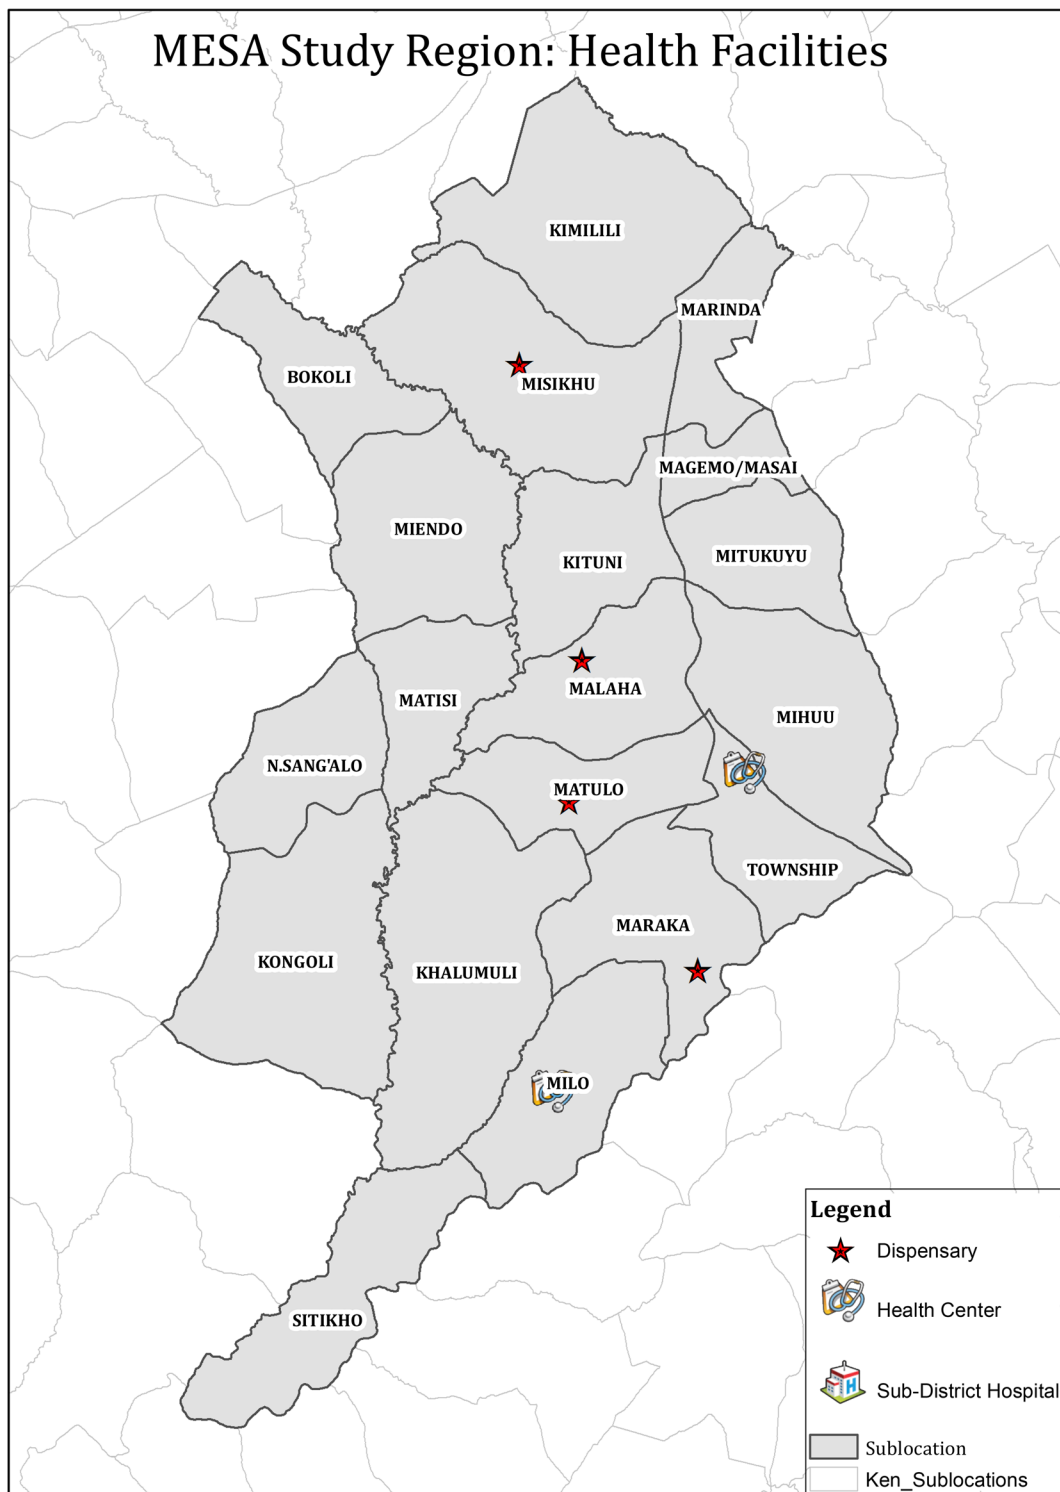 MESA Study Region: Health Facilities
KIMILILI
MARINDA
BOKOLI
MISIKHU
MAGEMO/MASAI
MIENDO
KITUNI
MITUKUYU
MATISI
MALAHA
MIHUU
N.SANG'ALO
MATULO
TOWNSHIP
MARAKA
KONGOLI
KHALUMULI
MILO
SITIKHO
Legend
Dispensary
Health Center
H
Sub-District Hospital
Sublocation
Ken_Sublocations